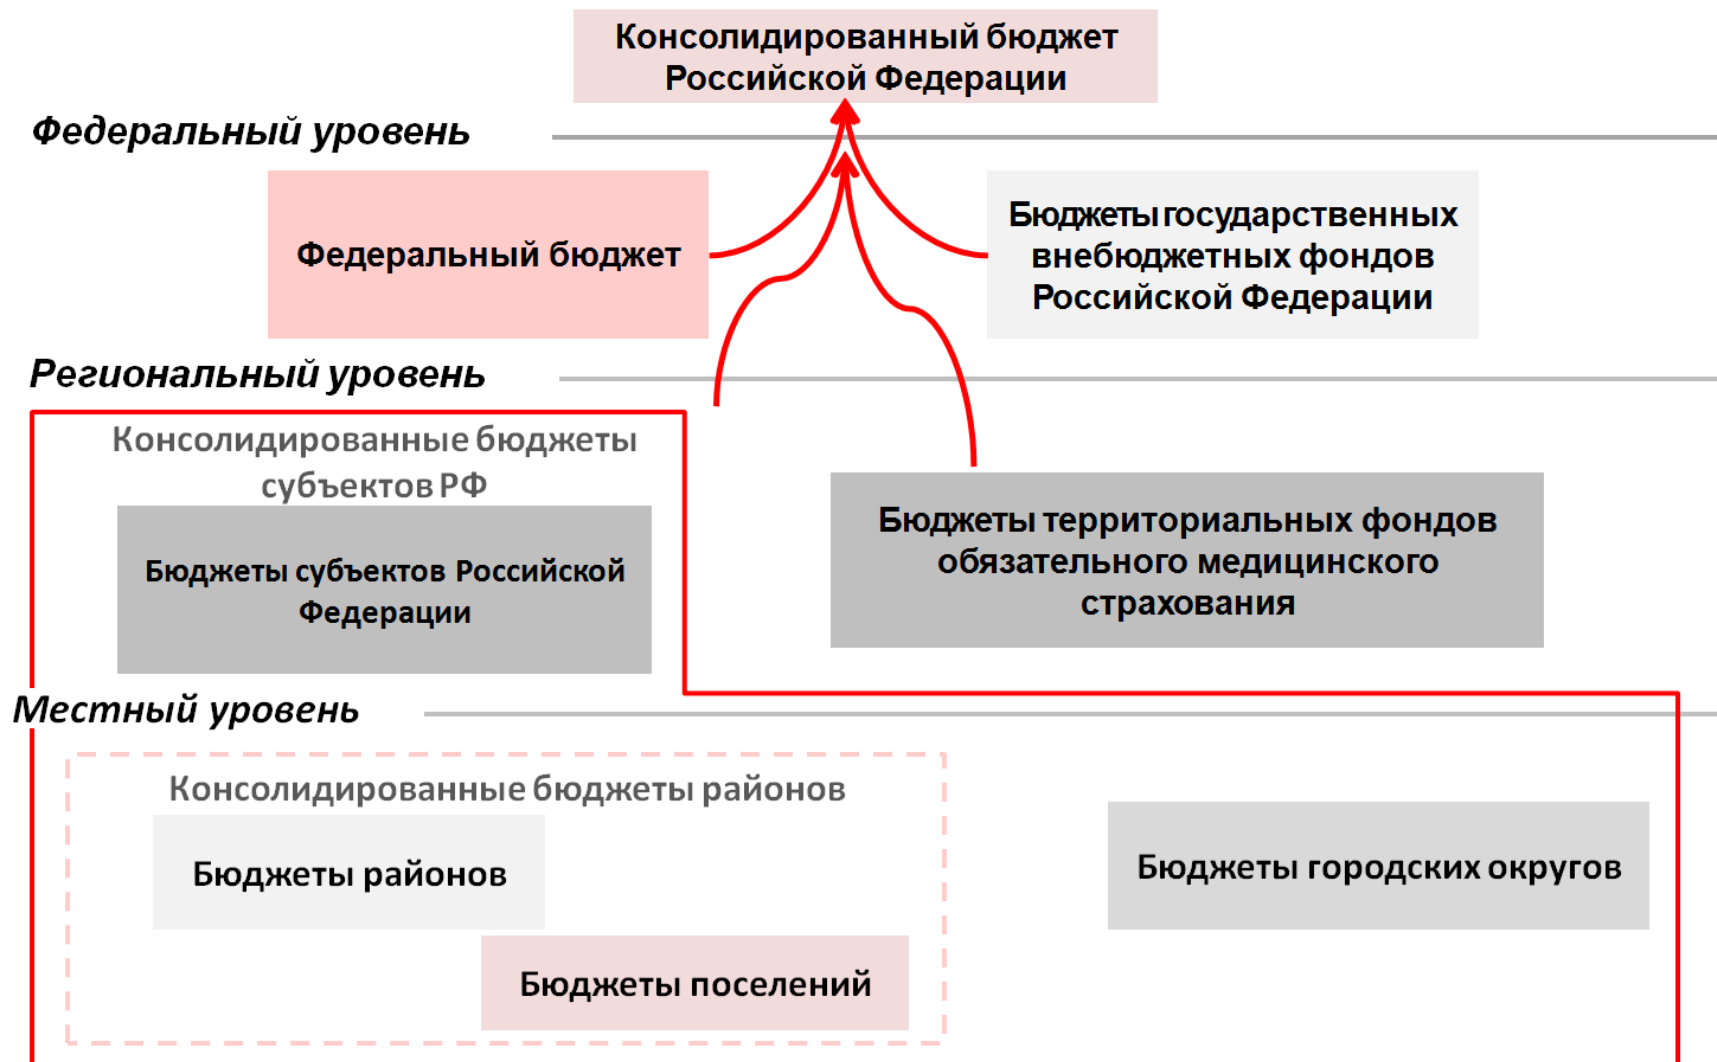 Консолидированный бюджет
Российской Федерации
Федеральный уровень
Федеральный бюджет
Бюджеты государственных
внебюджетных фондов
Российской Федерации
Региональный уровень
Консолидированные бюджеты
субъектов РФ
Бюджеты субъектов Российской
Федерации
Бюджеты территориальных фондов
обязательного медицинского
страхования
Местный уровень
Консолидированные бюджеты районов
Бюджеты районов
Бюджеты городских округов
Бюджеты поселений